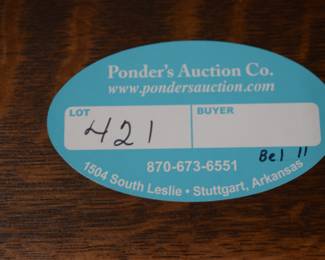 Ponder's Auction Co.
www.pondersauction.com
LOT BUYER
421
870-673-6551
Bel 11
1504 South Leslie • Stuttgart, Arkansas